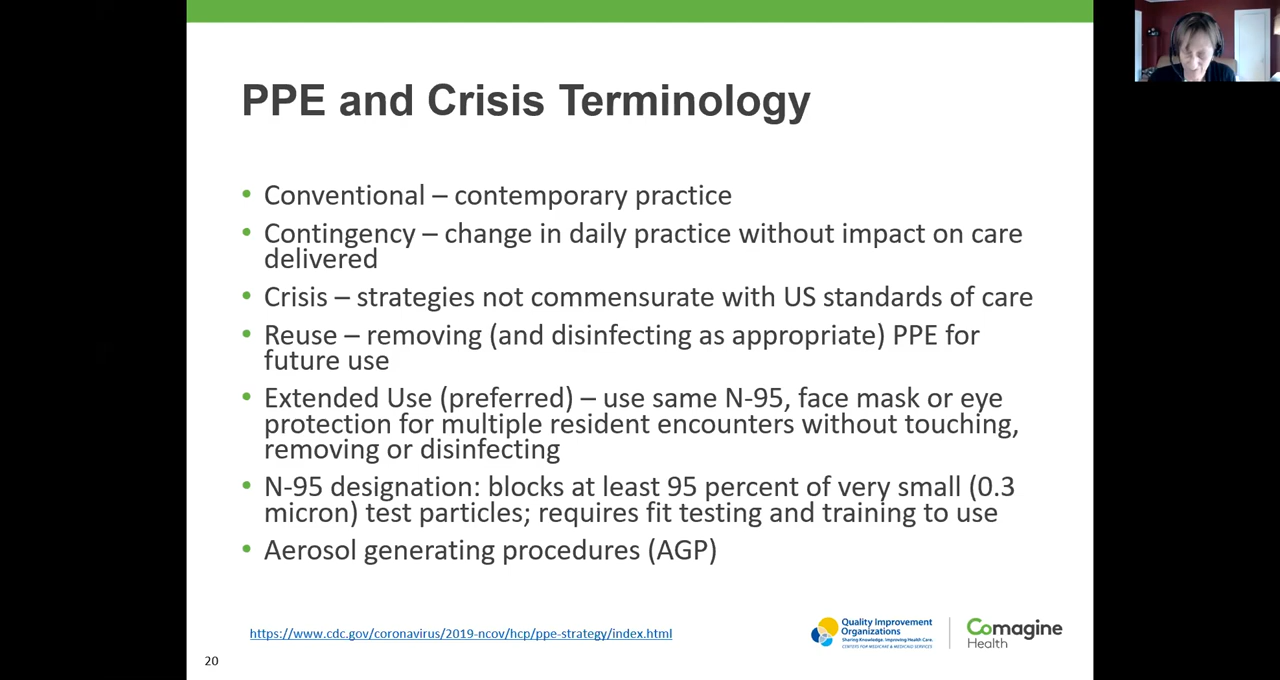 PPE and Crisis Terminology
• Conventional – contemporary practice
• Contingency – change in daily practice without impact on care
delivered
• Crisis – strategies not commensurate with US standards of care
• Reuse – removing (and disinfecting as appropriate) PPE for
future use
• Extended Use (preferred) – use same N-95, face mask or eye
protection for multiple resident encounters without touching,
removing or disinfecting
• N-95 designation: blocks at least 95 percent of very small (0.3
micron) test particles; requires fit testing and training to use
• Aerosol generating procedures (AGP)
https://www.cdc.gov/coronavirus/2019-ncov/hcp/ppe-strategy/index.html
Quality Improvement
Organizations
Sharing Knowledge. Improving Health Care.
CENTERS FOR MEDICARE & MEDICAID SERVICES
Comagine
Health
20